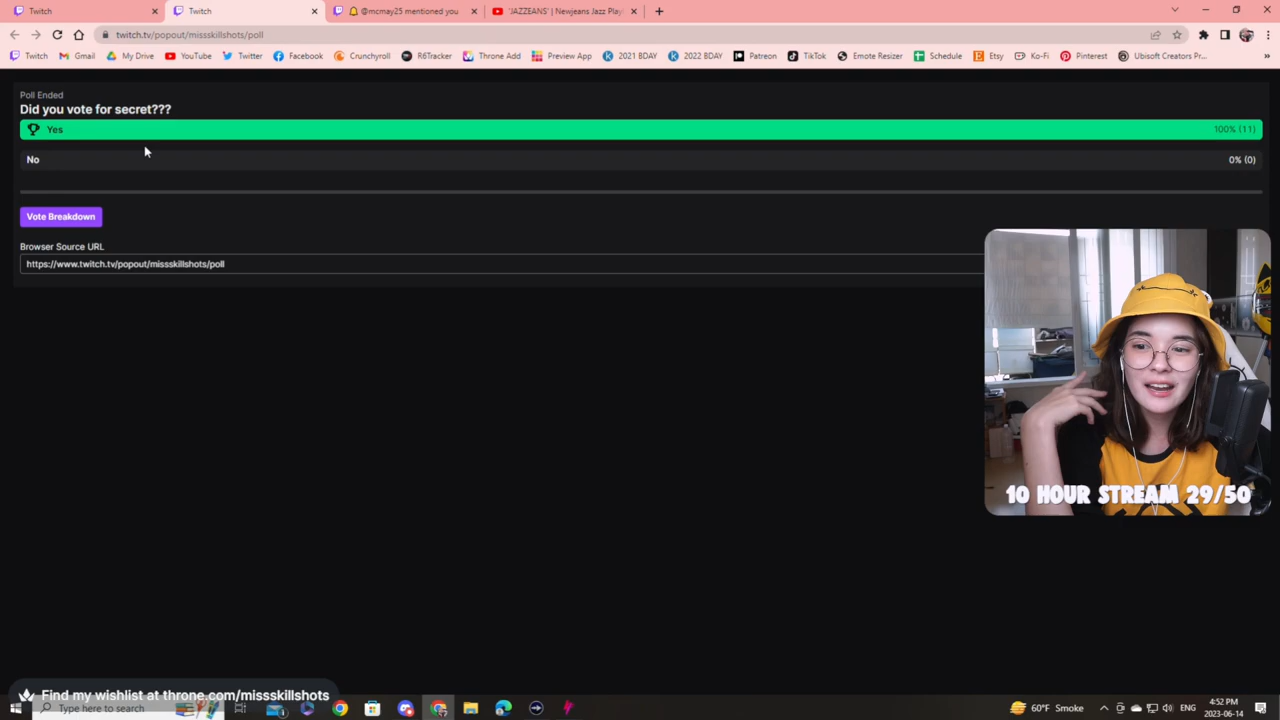 Twitch
Twitch
@mcmay25 mentioned you
'JAZZEANS' | Newjeans Jazz Play
twitch.tv/popout/missskillshots/poll
Twitch
Gmail
My Drive
YouTube
Twitter
Facebook
Crunchyroll
R6Tracker
Throne Add
Preview App
2021 BDAY
2022 BDAY
Patreon
TikTok
Emote Resizer
Schedule
Etsy
Ko-Fi
Pinterest
Ubisoft Creators Pr...
Poll Ended
Did you vote for secret???
Yes
100% (11)
No
0% (0)
Vote Breakdown
Browser Source URL
https://www.twitch.tv/popout/missskillshots/poll
10 HOUR STREAM 29/50
Find my wishlist at throne.com/missskillshots
Type here to search
60°F Smoke
ENG
4:52 PM
2023-06-14